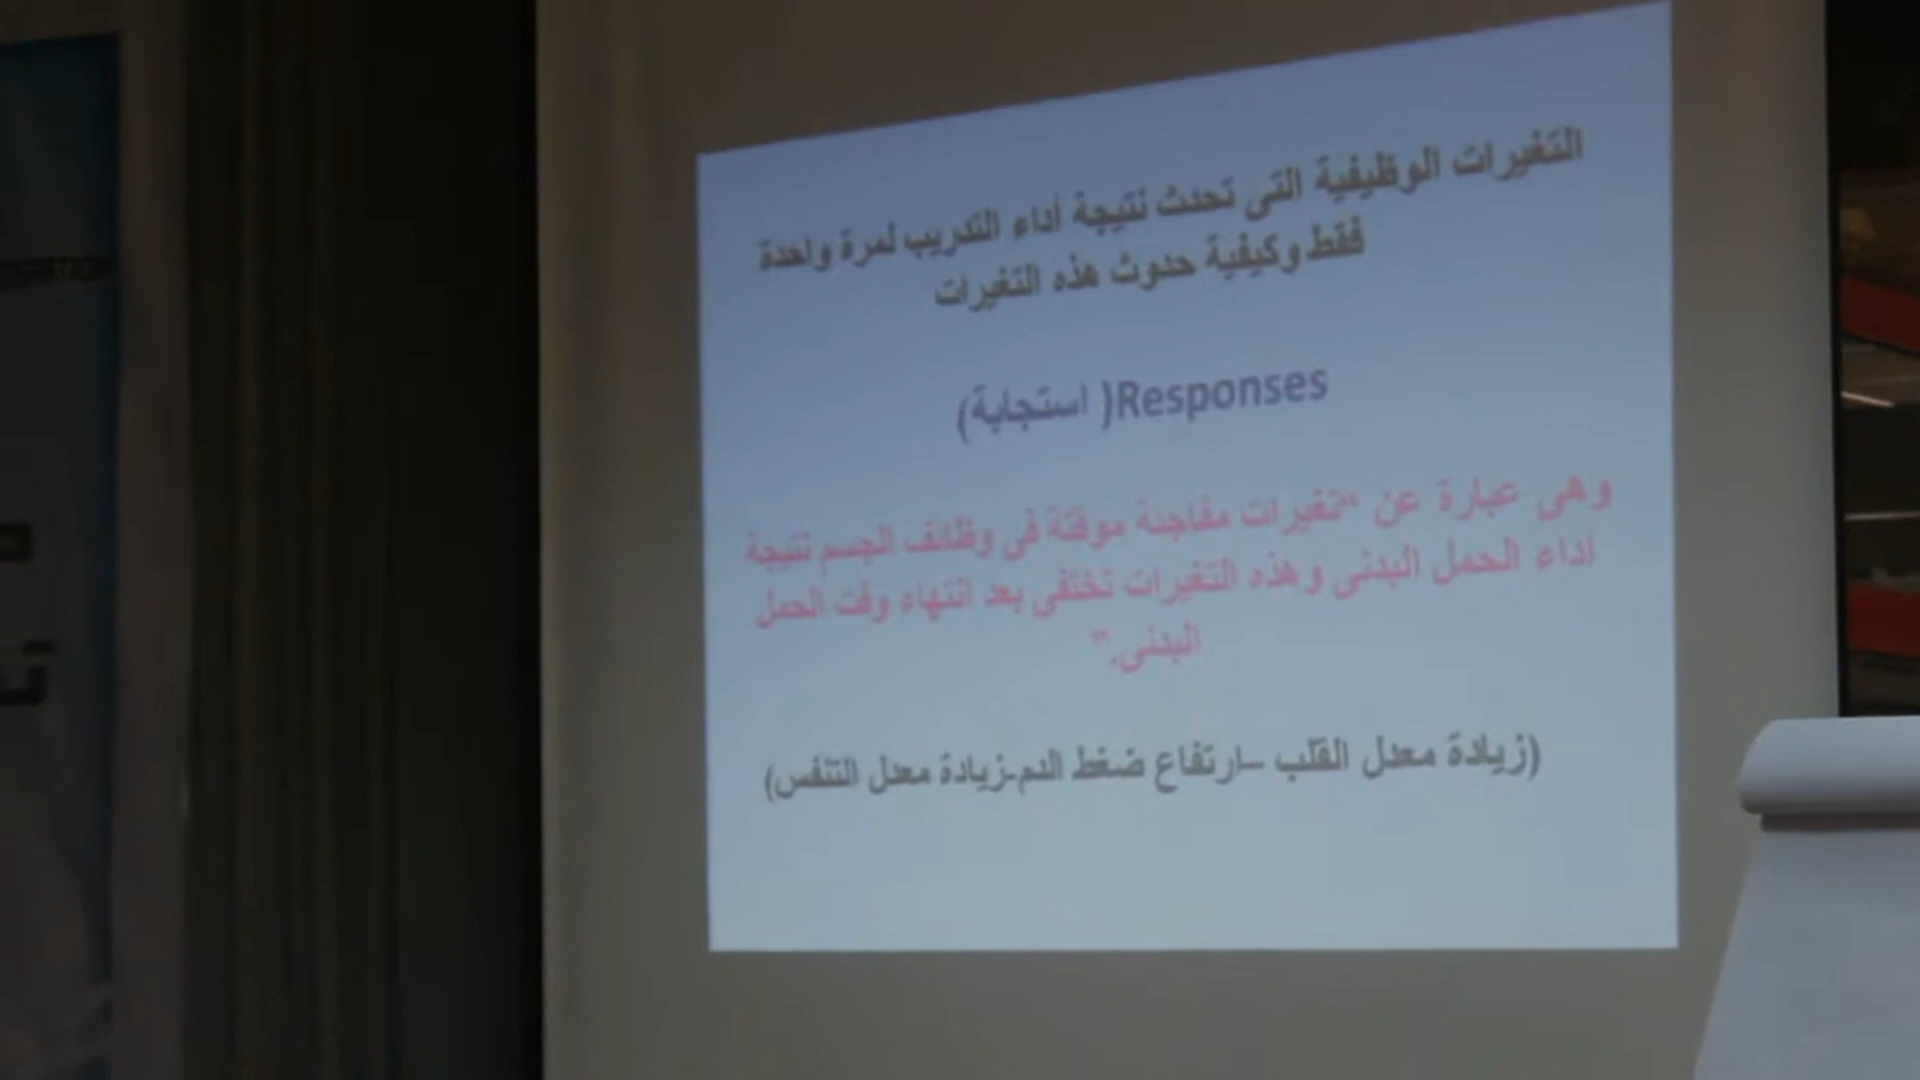 التغيرات الوظيفية التى تحدث نتيجة أداء التدريب لمرة واحدة
فقط وكيفية حدوث هذه التغيرات
Responses( استجابة)
وهى عبارة عن "تغيرات مفاجئة موقتة فى وظائف الجسم نتيجة
اداء الحمل البدنى وهذه التغيرات تختفى بعد انتهاء وقت الحمل
البدنى."
(زيادة معدل القلب –ارتفاع ضغط الدم-زيادة معدل التنفس)